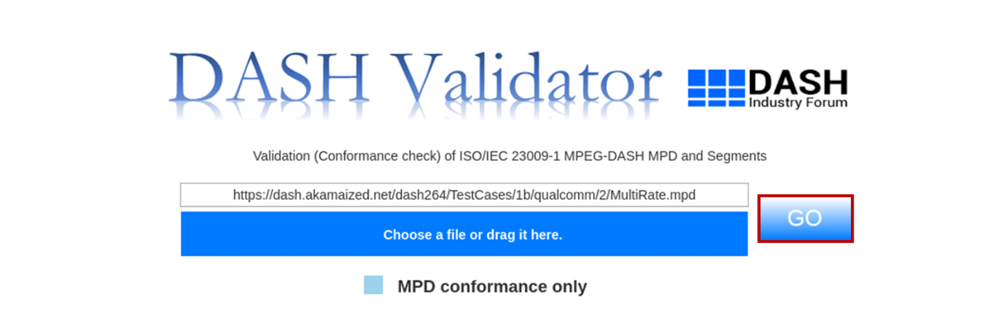 DASH Validator
DASH
Industry Forum
Validation (Conformance check) of ISO/IEC 23009-1 MPEG-DASH MPD and Segments
https://dash.akamaized.net/dash264/TestCases/1b/qualcomm/2/MultiRate.mpd
GO
Choose a file or drag it here.
MPD conformance only